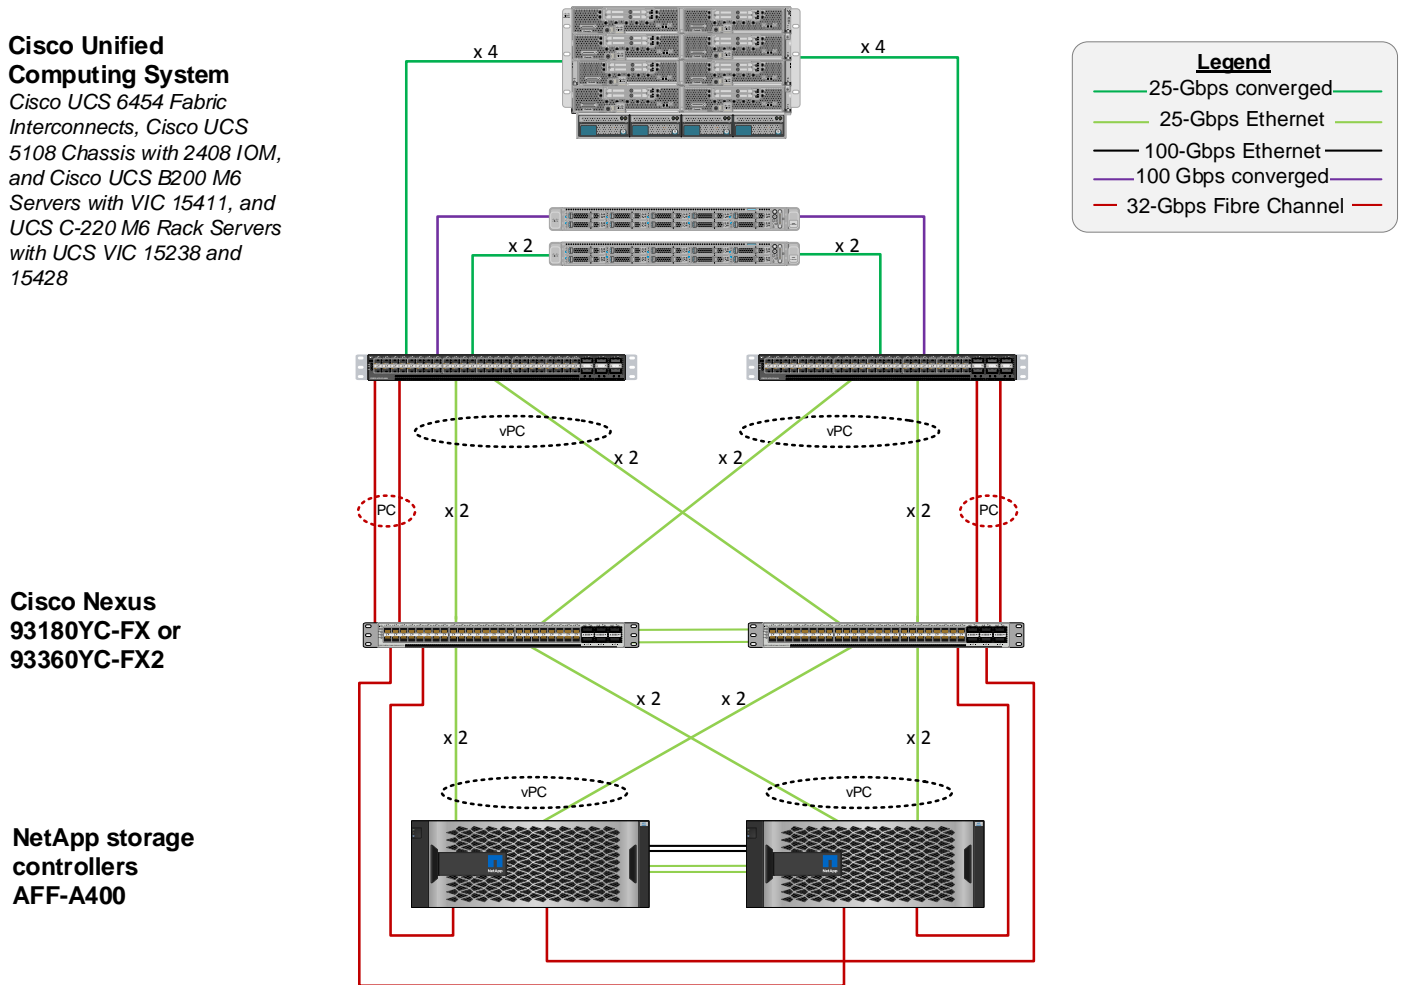 Cisco Unified
Computing System
Cisco UCS 6454 Fabric
Interconnects, Cisco UCS
5108 Chassis with 2408 IOM,
and Cisco UCS B200 M6
Servers with VIC 15411, and
UCS C-220 M6 Rack Servers
with UCS VIC 15238 and
15428
x 4
x 4
Legend
25-Gbps converged
25-Gbps Ethernet
100-Gbps Ethernet
100 Gbps converged
32-Gbps Fibre Channel
x 2
x 2
vPC
vPC
x 2
x 2
PC
x 2
x 2
PC
Cisco Nexus
93180YC-FX or
93360YC-FX2
x 2
x 2
x 2
x 2
vPC
vPC
NetApp storage
controllers
AFF-A400
NetApp
NetApp